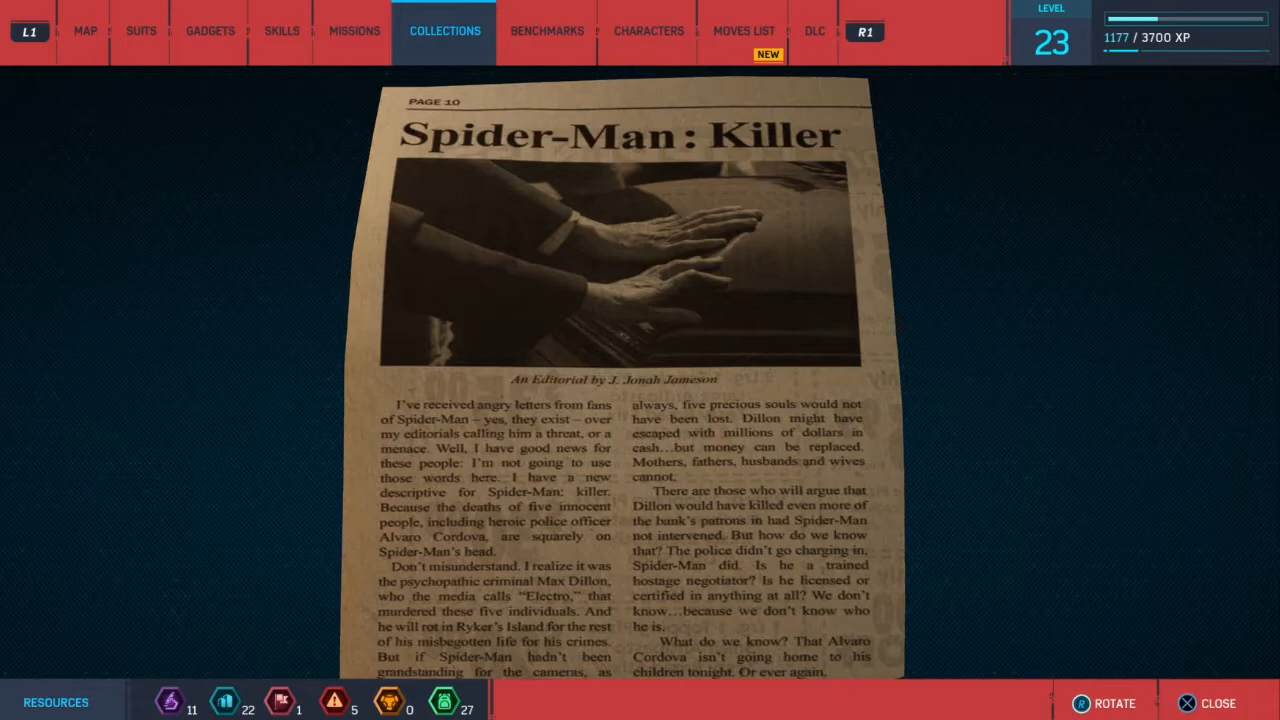 L1
MAP
SUITS
GADGETS
SKILLS
MISSIONS
COLLECTIONS
BENCHMARKS
CHARACTERS
MOVES LIST
NEW
DLC
R1
LEVEL
23
1177 / 3700 XP
PAGE 10
Spider-Man : Killer
An Editorial by J. Jonah Jameson
I've received angry letters from fans
of Spider-Man – yes, they exist – over
my editorials calling him a threat, or a
menace. Well, I have good news for
these people: I'm not going to use
those words here. I have a new
descriptive for Spider-Man: killer.
Because the deaths of five innocent
people, including heroic police officer
Alvaro Cordova, are squarely on
Spider-Man's head.
Don't misunderstand. I realize it was
the psychopathic criminal Max Dillon,
who the media calls “Electro,” that
murdered these five individuals. And
he will rot in Ryker's Island for the rest
of his misbegotten life for his crimes.
But if Spider-Man hadn't been
grandstanding for the cameras, as
always, five precious souls would not
have been lost. Dillon might have
escaped with millions of dollars in
cash...but money can be replaced.
Mothers, fathers, husbands and wives
cannot.
There are those who will argue that
Dillon would have killed even more of
the bank's patrons in had Spider-Man
not intervened. But how do we know
that? The police didn't go charging in,
Spider-Man did. Is he a trained
hostage negotiator? Is he licensed or
certified in anything at all? We don't
know...because we don't know who
he is.
What do we know? That Alvaro
Cordova isn't going home to his
children tonight. Or ever again.
RESOURCES
11
22
1
5
0
27
R ROTATE
CLOSE